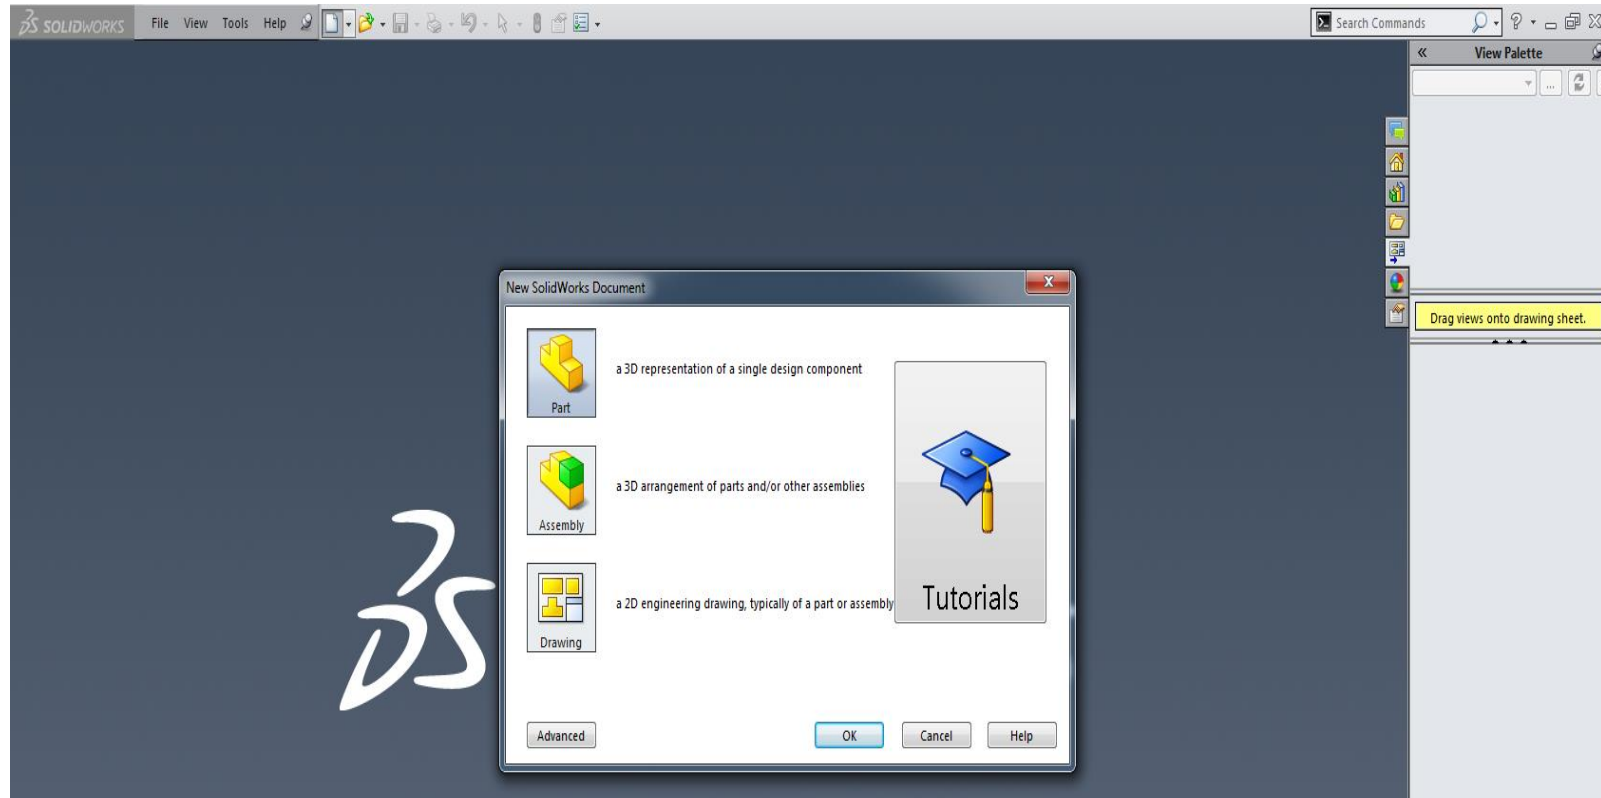 SOLIDWORKS File View Tools Help Search Commands
View Palette
...
Drag views onto drawing sheet.
New SolidWorks Document
Part
a 3D representation of a single design component
Assembly
a 3D arrangement of parts and/or other assemblies
Drawing
a 2D engineering drawing, typically of a part or assembly
Tutorials
Advanced OK Cancel Help